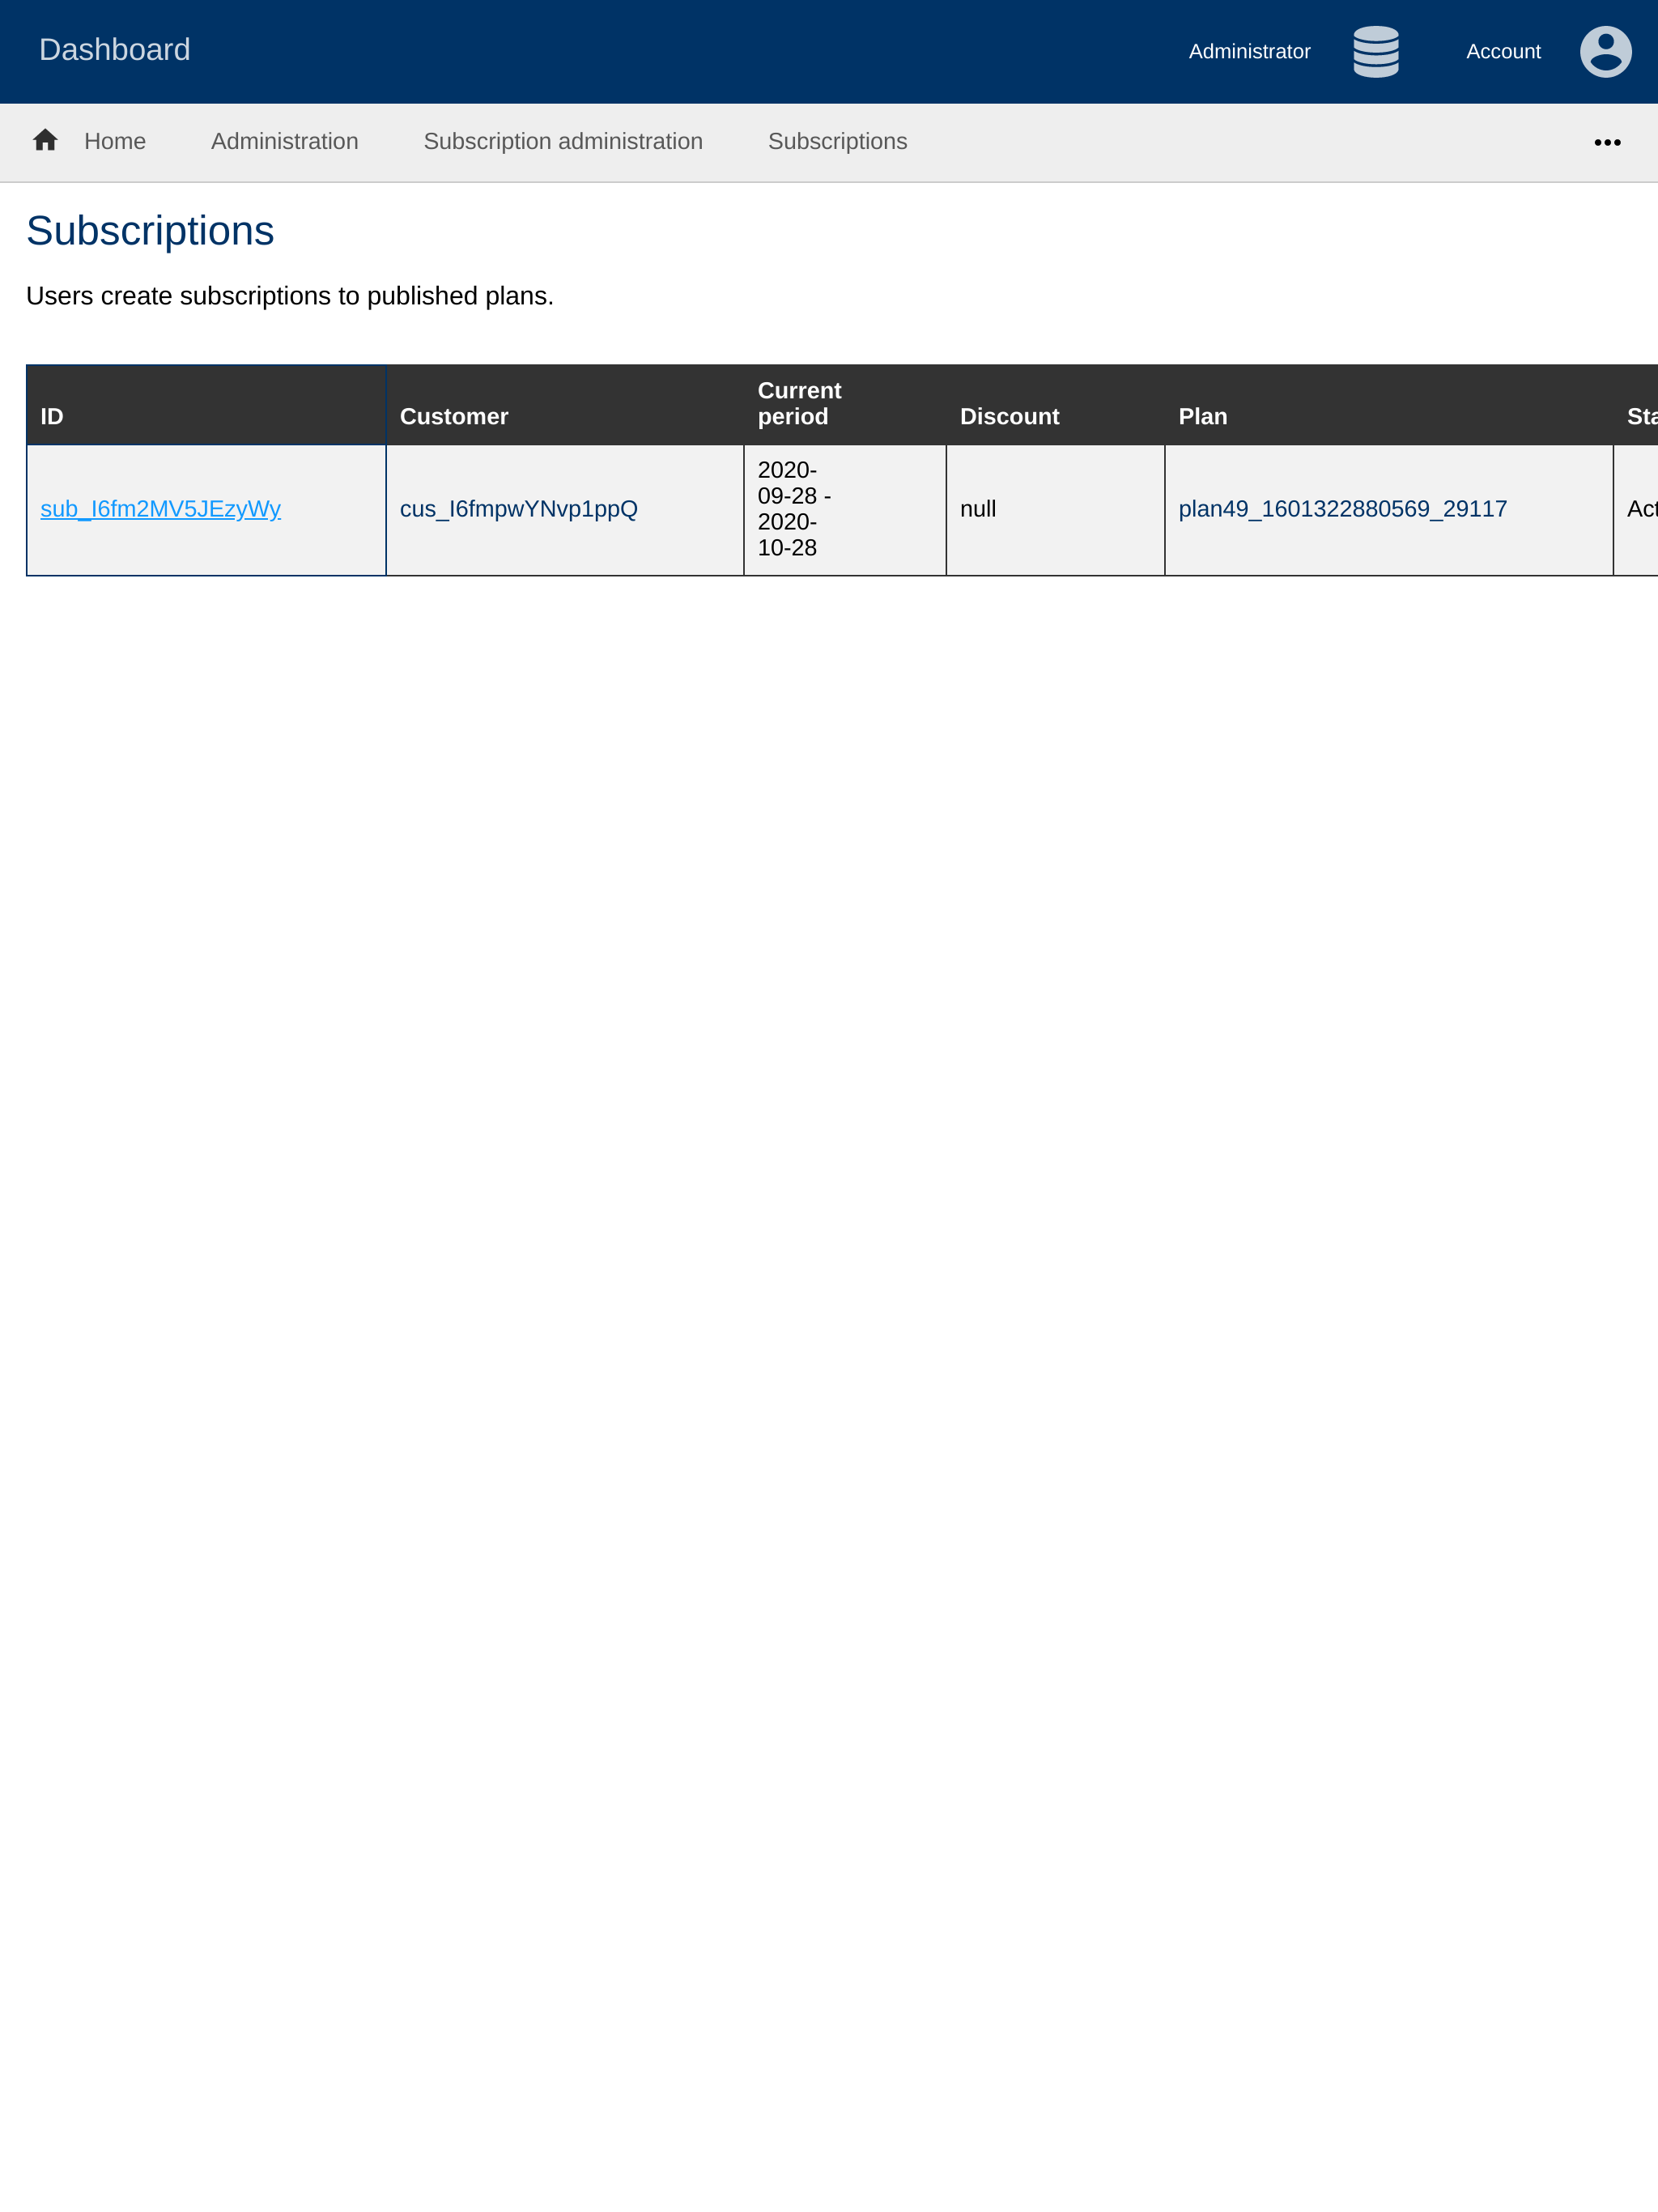 Dashboard
Administrator
Account
Home
Administration
Subscription administration
Subscriptions
Subscriptions
Users create subscriptions to published plans.
ID
Customer
Current
period
Discount
Plan
Sta
sub_I6fm2MV5JEzyWy
cus_I6fmpwYNvp1ppQ
2020-
09-28 -
2020-
10-28
null
plan49_1601322880569_29117
Act